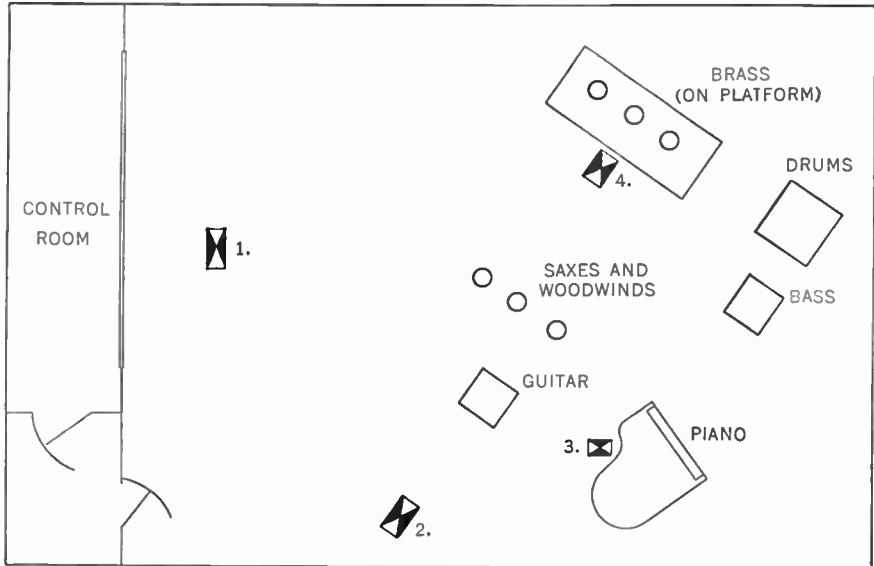 BRASS
(ON PLATFORM)
DRUMS
4.
CONTROL
ROOM
1.
SAXES AND
WOODWINDS
BASS
GUITAR
PIANO
3.
2.